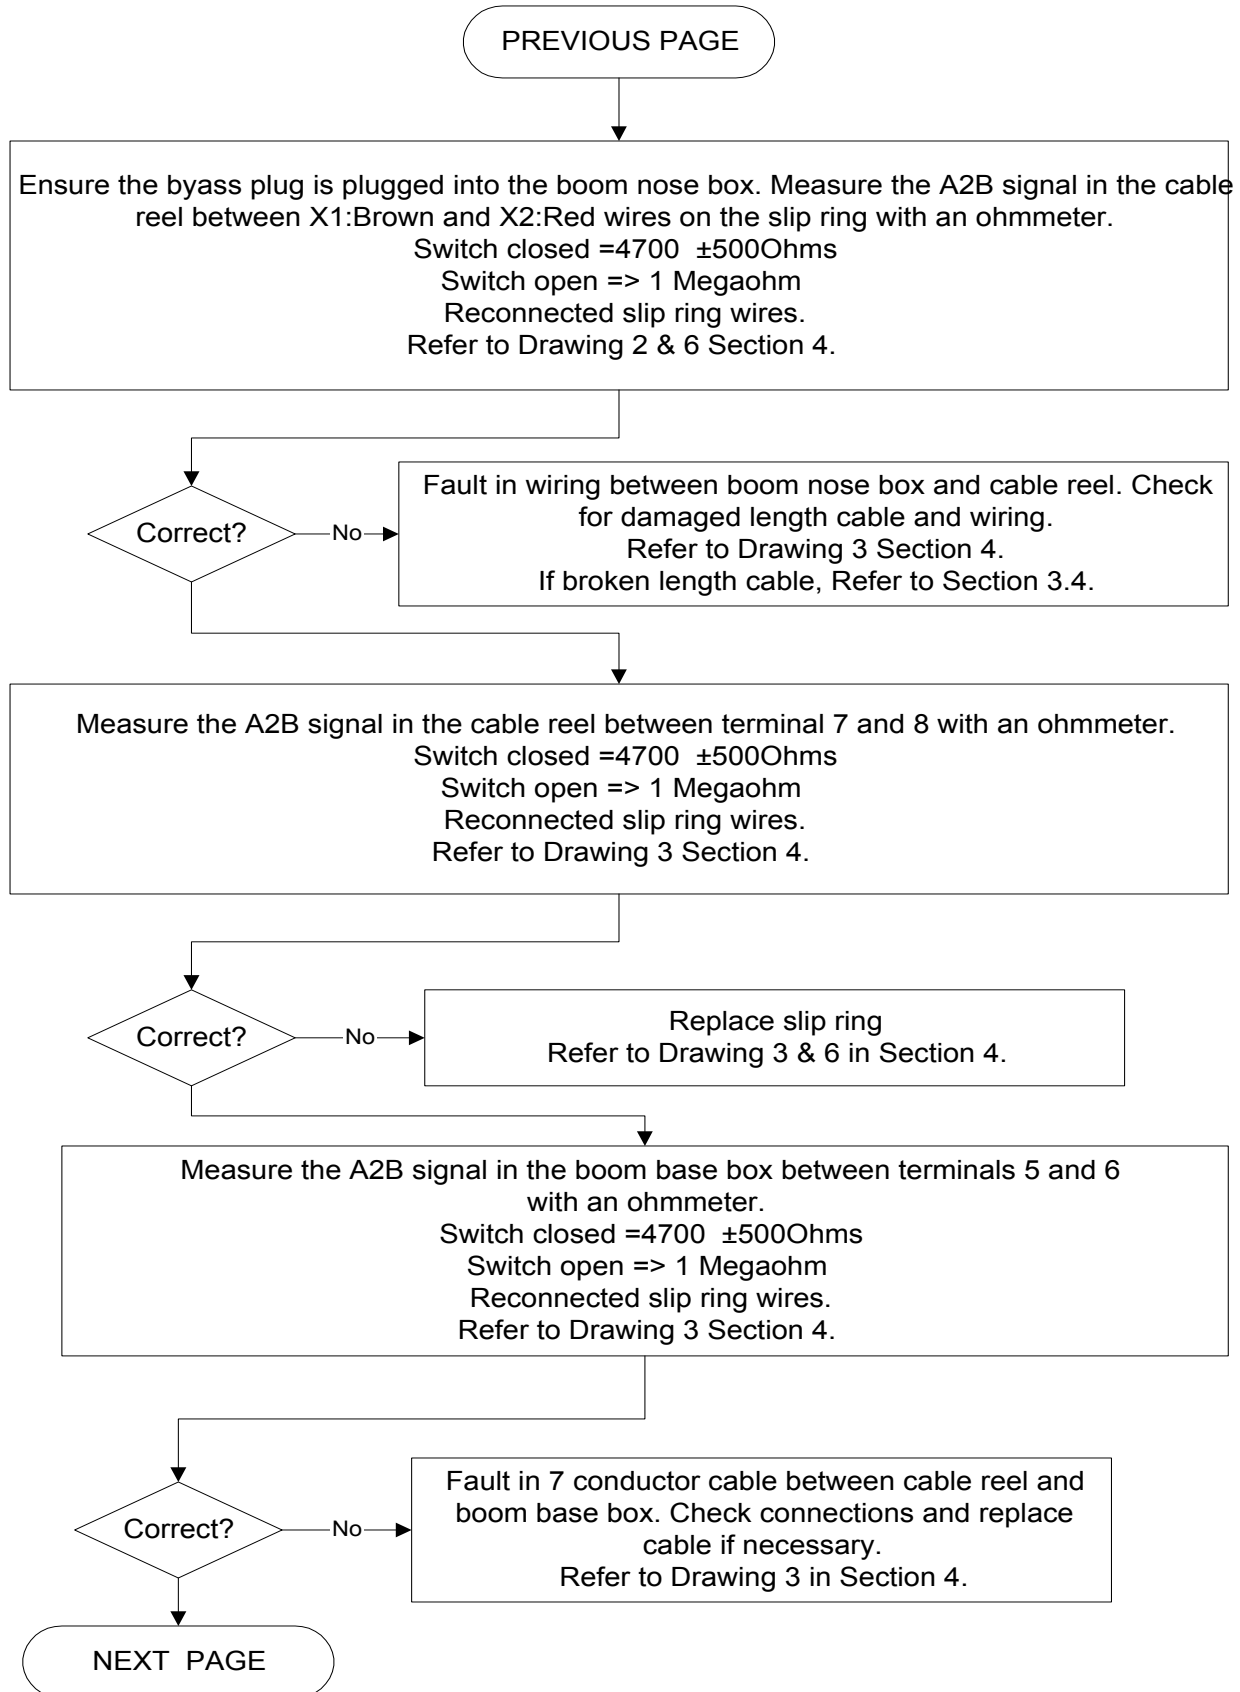 PREVIOUS PAGE
Ensure the byass plug is plugged into the boom nose box. Measure the A2B signal in the cable
reel between X1:Brown and X2:Red wires on the slip ring with an ohmmeter.
Switch closed =4700  ±500Ohms
Switch open => 1 Megaohm
Reconnected slip ring wires.
Refer to Drawing 2 & 6 Section 4.
Correct?
No
Fault in wiring between boom nose box and cable reel. Check
for damaged length cable and wiring.
Refer to Drawing 3 Section 4.
If broken length cable, Refer to Section 3.4.
Measure the A2B signal in the cable reel between terminal 7 and 8 with an ohmmeter.
Switch closed =4700  ±500Ohms
Switch open => 1 Megaohm
Reconnected slip ring wires.
Refer to Drawing 3 Section 4.
Correct?
No
Replace slip ring
Refer to Drawing 3 & 6 in Section 4.
Measure the A2B signal in the boom base box between terminals 5 and 6
with an ohmmeter.
Switch closed =4700  ±500Ohms
Switch open => 1 Megaohm
Reconnected slip ring wires.
Refer to Drawing 3 Section 4.
Correct?
No
Fault in 7 conductor cable between cable reel and
boom base box. Check connections and replace
cable if necessary.
Refer to Drawing 3 in Section 4.
NEXT  PAGE